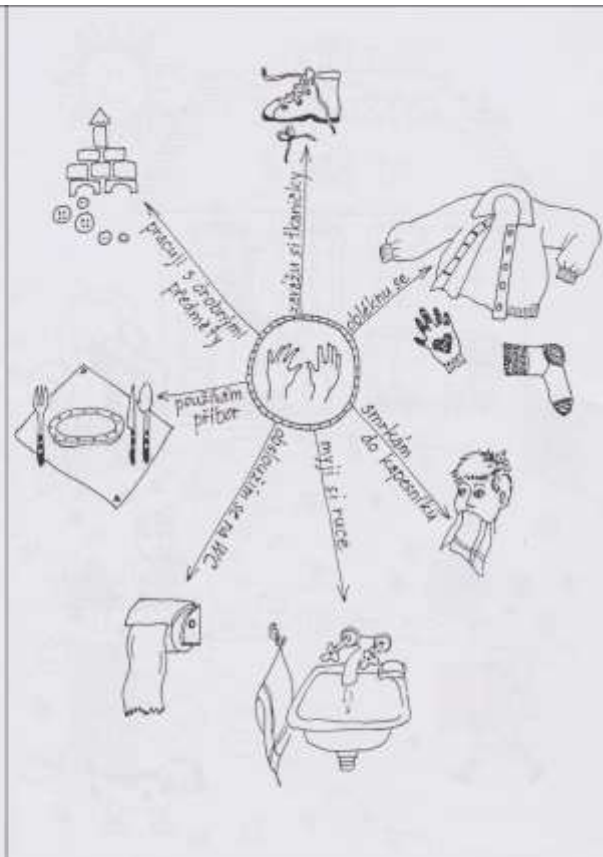 zavážu si tkaničky
obléknu se
smrkám
do kapesníku
myji si ruce
obsloužím se na WC
používám
příbor
pracuji s drobnými
předměty